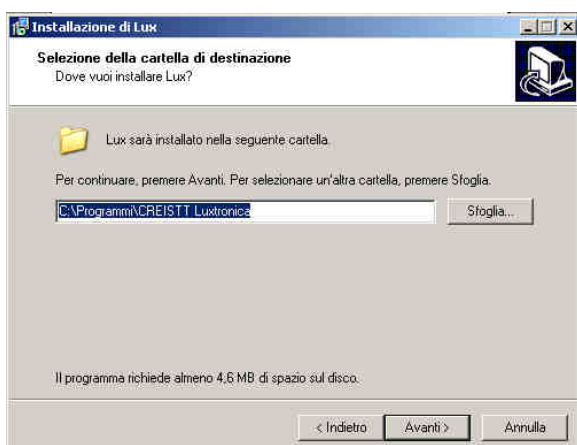 Installazione di Lux
Selezione della cartella di destinazione
Dove vuoi installare Lux?
Lux sarà installato nella seguente cartella.
Per continuare, premere Avanti. Per selezionare un'altra cartella, premere Sfoglia.
C:\Programmi\CREISTT Luxtronica
Sfoglia...
Il programma richiede almeno 4,6 MB di spazio sul disco.
< Indietro
Avanti >
Annulla